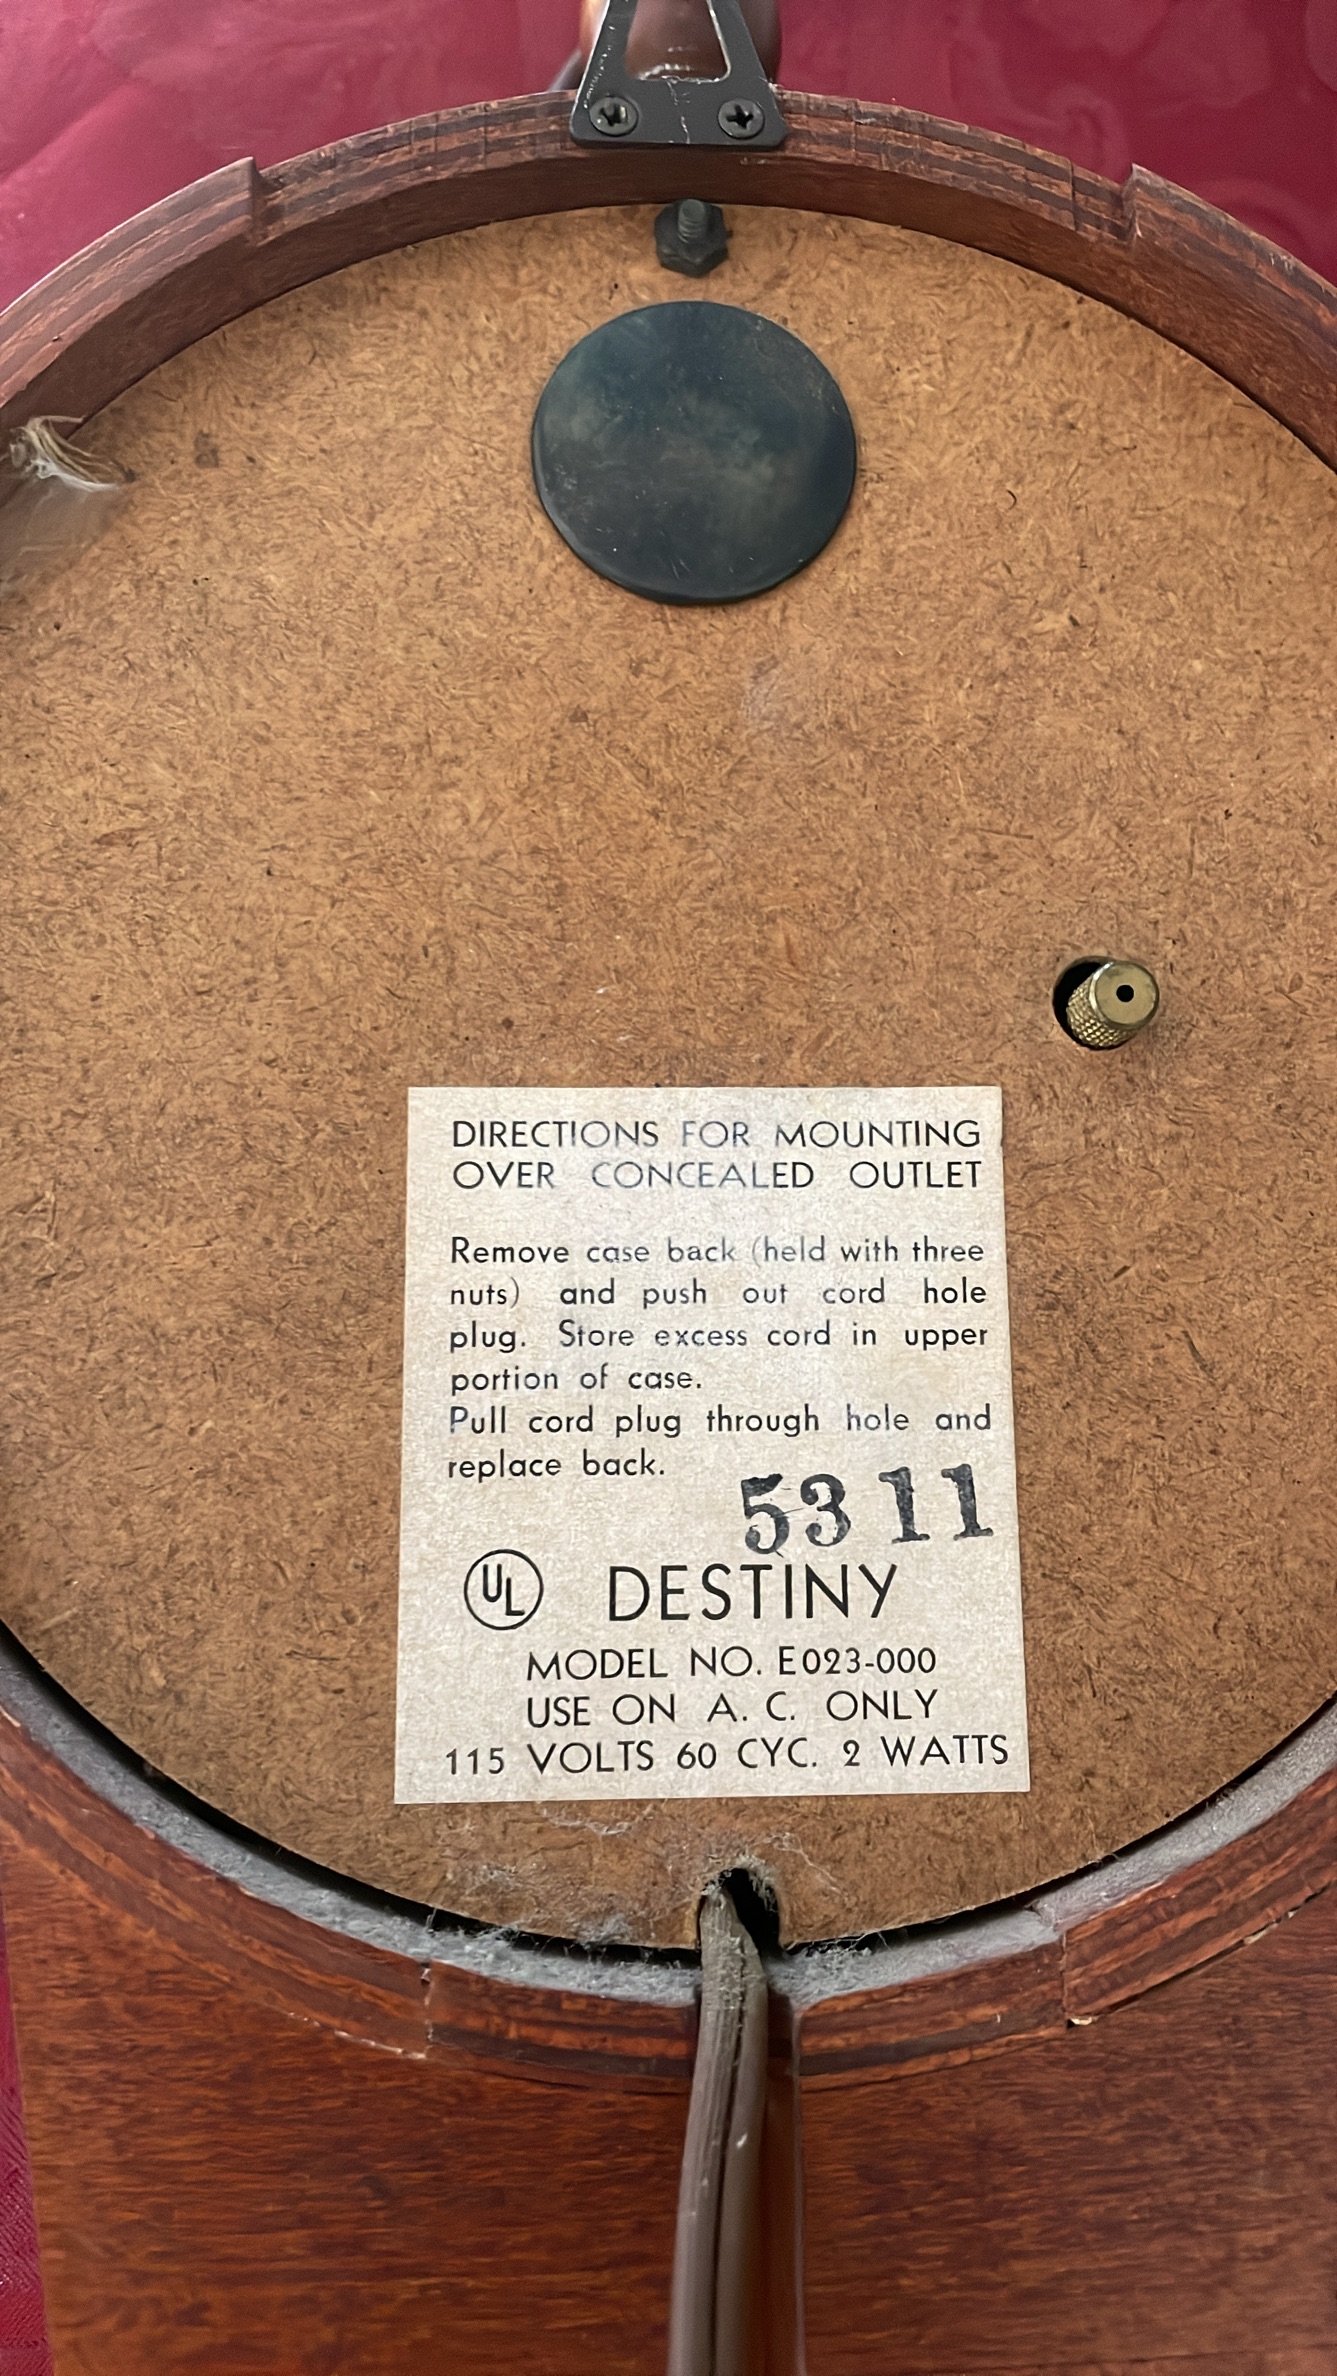 DIRECTIONS FOR MOUNTING
OVER CONCEALED OUTLET
Remove case back (held with three
nuts) and push out cord hole
plug. Store excess cord in upper
portion of case.
Pull cord plug through hole and
replace back.
5311
UL DESTINY
MODEL NO. E023-000
USE ON A. C. ONLY
115 VOLTS 60 CYC. 2 WATTS